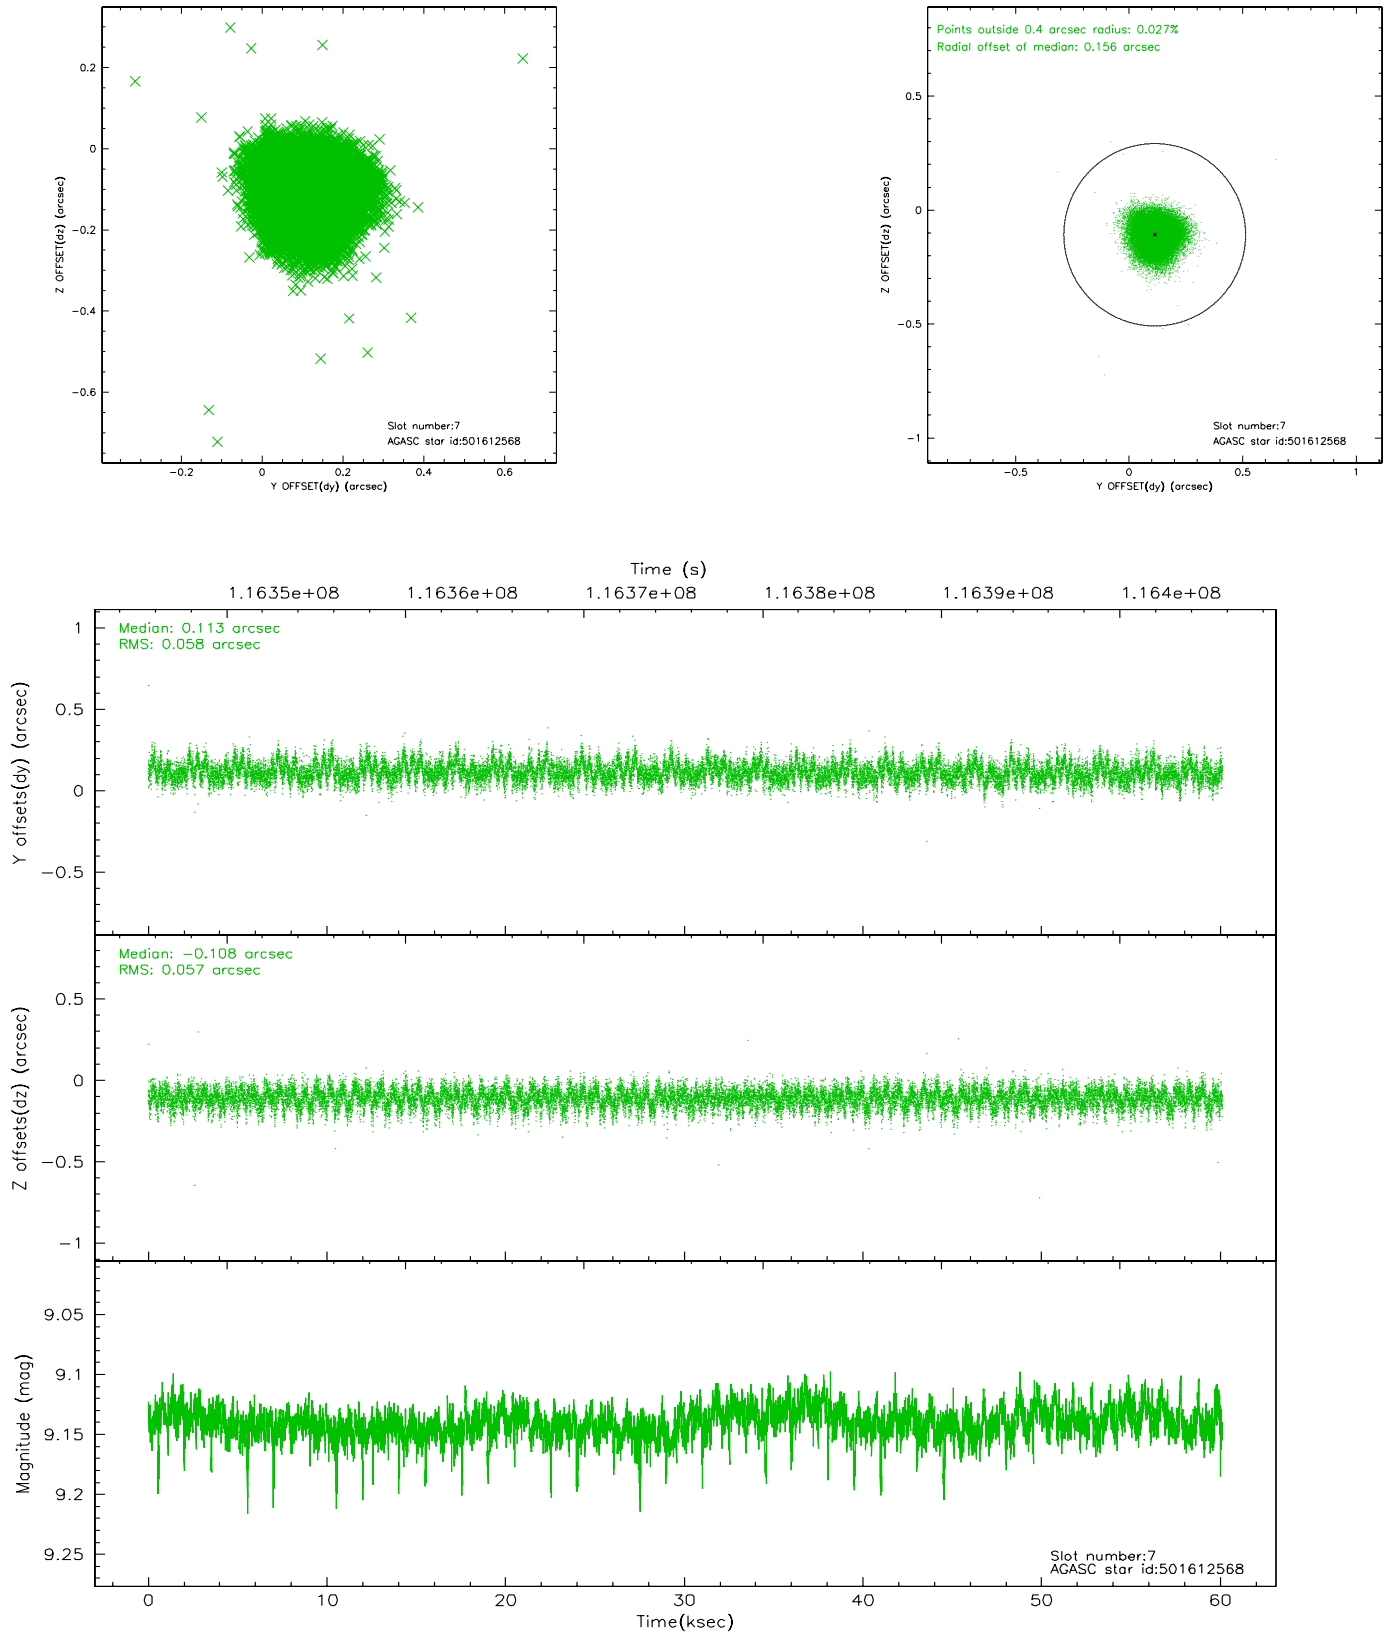 0.2
0
−0.2
−0.4
−0.6
Z OFFSET(dz) (arcsec)
Slot number:7
AGASC star id:501612568
−0.2 0 0.2 0.4 0.6
Y OFFSET(dy) (arcsec)
Points outside 0.4 arcsec radius: 0.027%
Radial offset of median: 0.156 arcsec
0.5
0
−0.5
−1
Z OFFSET(dz) (arcsec)
Slot number:7
AGASC star id:501612568
−0.5 0 0.5 1
Y OFFSET(dy) (arcsec)
Time (s)
1.1635e+08 1.1636e+08 1.1637e+08 1.1638e+08 1.1639e+08 1.164e+08
Median: 0.113 arcsec
RMS: 0.058 arcsec
1
0.5
0
−0.5
Y offsets(dy) (arcsec)
Median: −0.108 arcsec
RMS: 0.057 arcsec
0.5
0
−0.5
−1
Z offsets(dz) (arcsec)
9.05
9.1
9.15
9.2
9.25
Magnitude (mag)
Slot number:7
AGASC star id:501612568
0 10 20 30 40 50 60
Time(ksec)